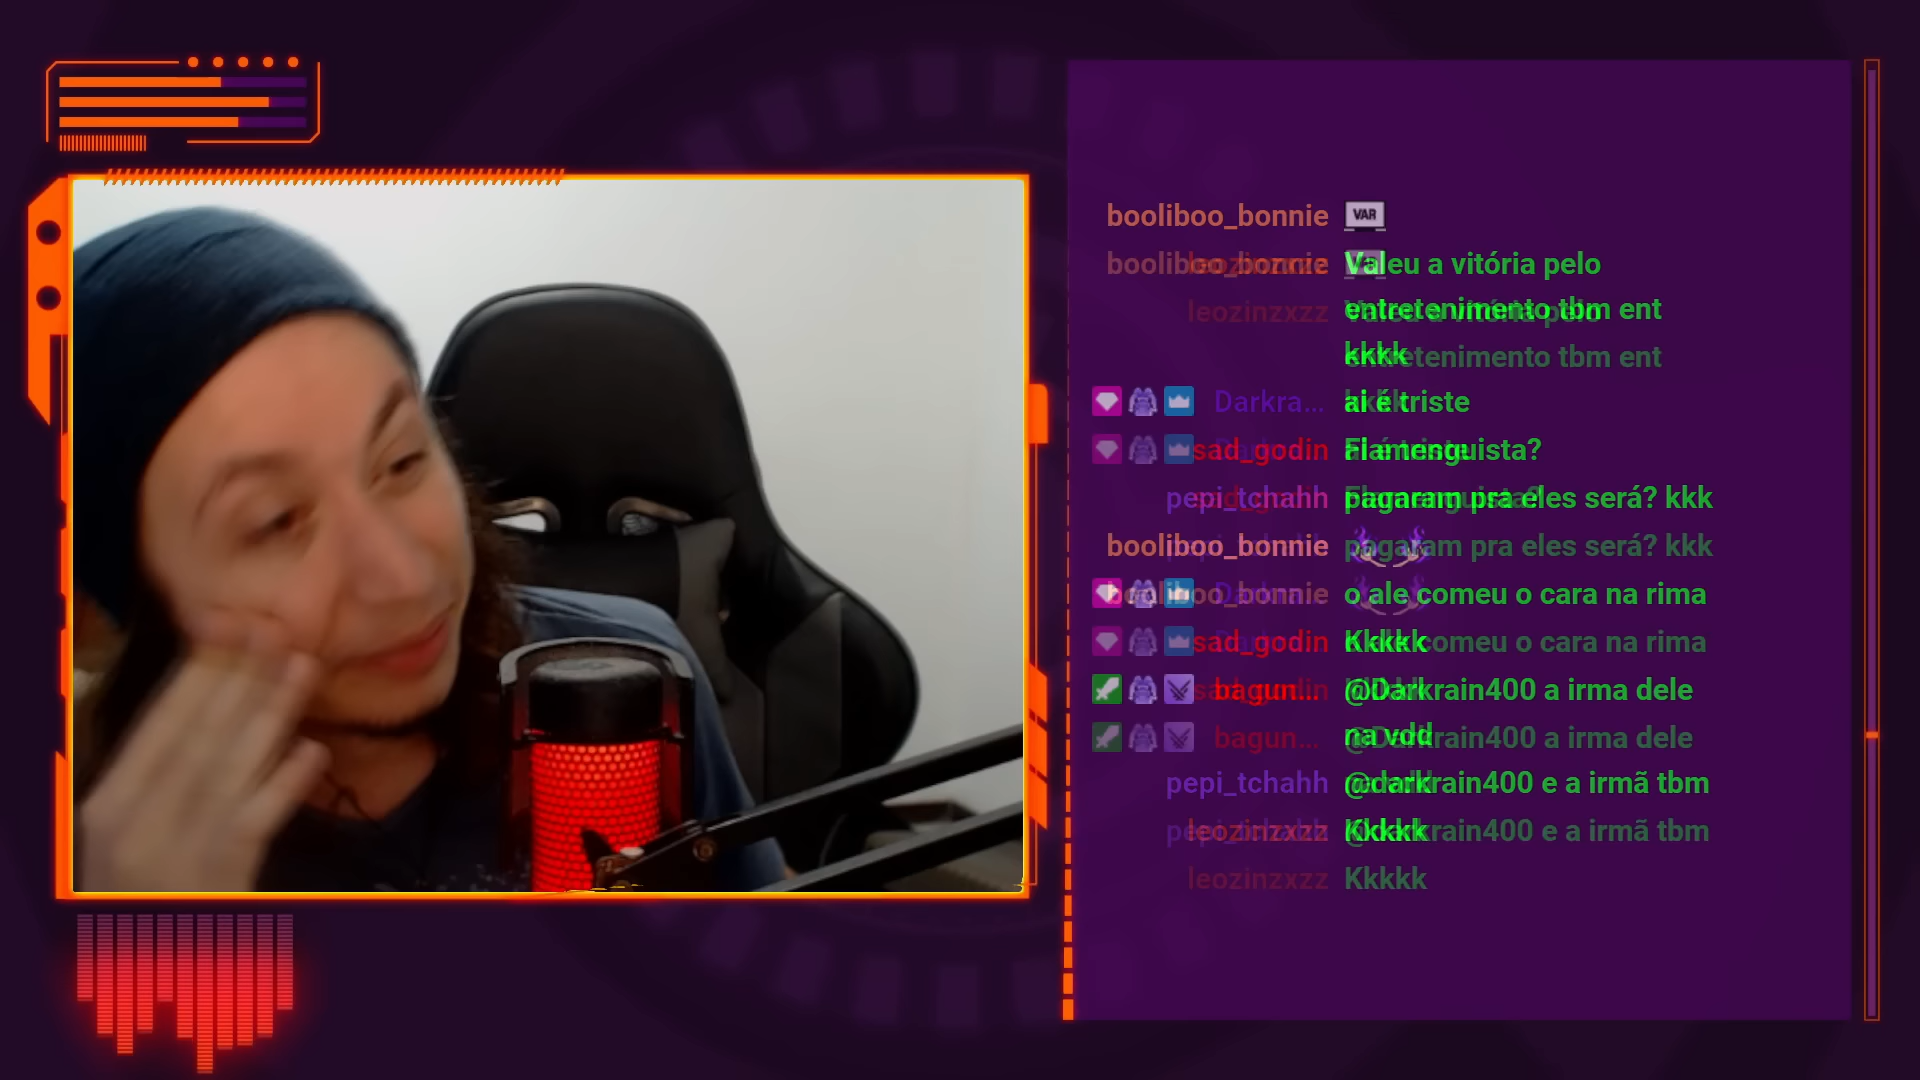 booliboo_bonnie VAR
leozinzxzz Valeu a vitória pelo
entretenimento tbm ent
kkkk
Darkra... ai é triste
sad_godin Flamenguista?
pepi_tchahh pagaram pra eles será? kkk
booliboo_bonnie
Darkra... o ale comeu o cara na rima
sad_godin Kkkkk
bagun... @Darkrain400 a irma dele
na vdd
pepi_tchahh @darkrain400 e a irmã tbm
leozinzxzz Kkkkk